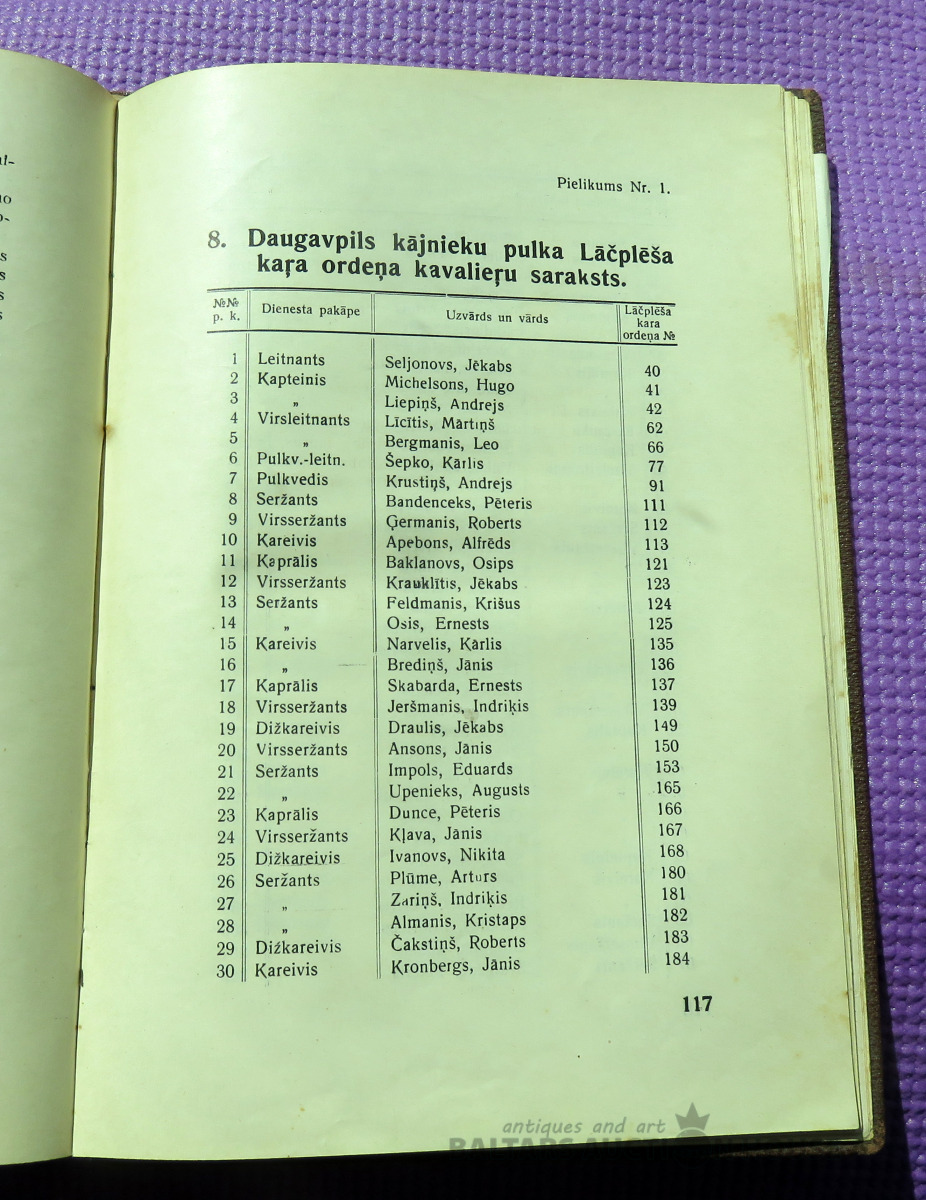 Pielikums Nr. 1.
8. Daugavpils kājnieku pulka Lāčplēša
kaŗa ordeņa kavalieŗu saraksts.
№№ p. k. Dienesta pakāpe Uzvārds un vārds Lāčplēša kara ordeņa №
1 Leitnants Seljonovs, Jēkabs 40
2 Kapteinis Michelsons, Hugo 41
3 „ Liepiņš, Andrejs 42
4 Virsleitnants Līcītis, Mārtiņš 62
5 „ Bergmanis, Leo 66
6 Pulkv.-leitn. Šepko, Kārlis 77
7 Pulkvedis Krustiņš, Andrejs 91
8 Seržants Bandenceks, Pēteris 111
9 Virsseržants Ģermanis, Roberts 112
10 Kareivis Apebons, Alfrēds 113
11 Kaprālis Baklanovs, Osips 121
12 Virsseržants Krauklītis, Jēkabs 123
13 Seržants Feldmanis, Krišus 124
14 „ Osis, Ernests 125
15 Kareivis Narvelis, Kārlis 135
16 „ Brediņš, Jānis 136
17 Kaprālis Skabarda, Ernests 137
18 Virsseržants Jeršmanis, Indriķis 139
19 Dižkareivis Draulis, Jēkabs 149
20 Virsseržants Ansons, Jānis 150
21 Seržants Impols, Eduards 153
22 „ Upenieks, Augusts 165
23 Kaprālis Dunce, Pēteris 166
24 Virsseržants Kļava, Jānis 167
25 Dižkareivis Ivanovs, Nikita 168
26 Seržants Plūme, Arturs 180
27 „ Zariņš, Indriķis 181
28 „ Almanis, Kristaps 182
29 Dižkareivis Čakstiņš, Roberts 183
30 Kareivis Kronbergs, Jānis 184
117
antiques and art